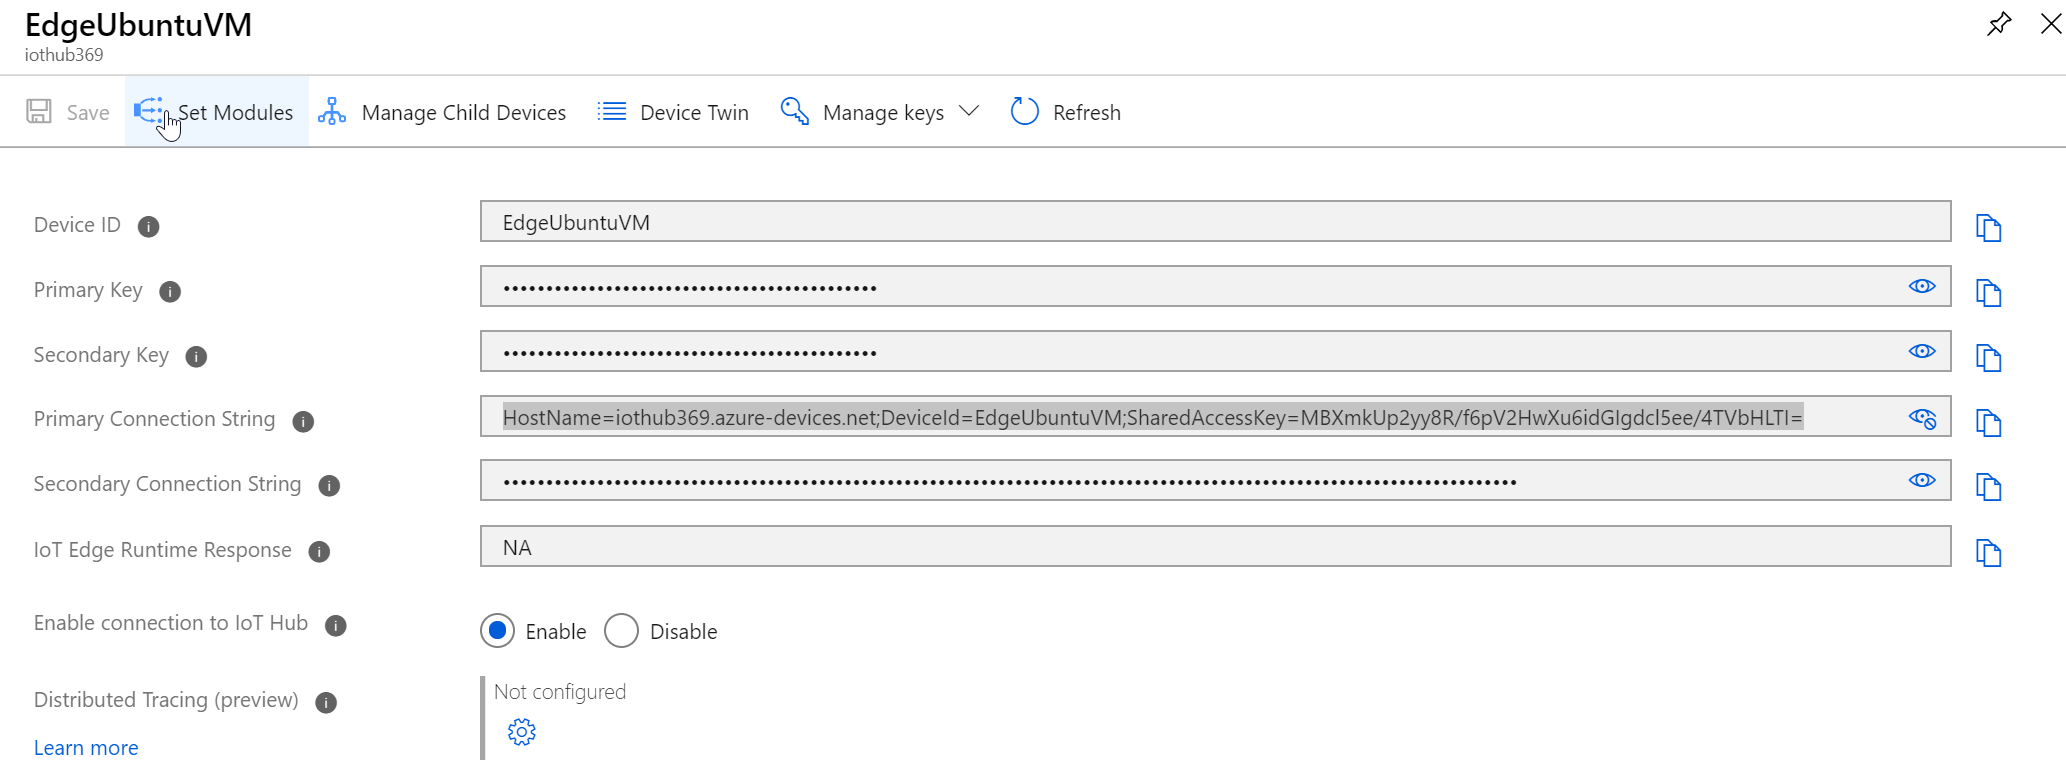 EdgeUbuntuVM
iothub369
Save Set Modules Manage Child Devices Device Twin Manage keys Refresh
Device ID EdgeUbuntuVM
Primary Key
Secondary Key
Primary Connection String HostName=iothub369.azure-devices.net;DeviceId=EdgeUbuntuVM;SharedAccessKey=MBXmkUp2yy8R/f6pV2HwXu6idGIgdcI5ee/4TVbHLTI=
Secondary Connection String
IoT Edge Runtime Response NA
Enable connection to IoT Hub Enable Disable
Distributed Tracing (preview) Not configured
Learn more